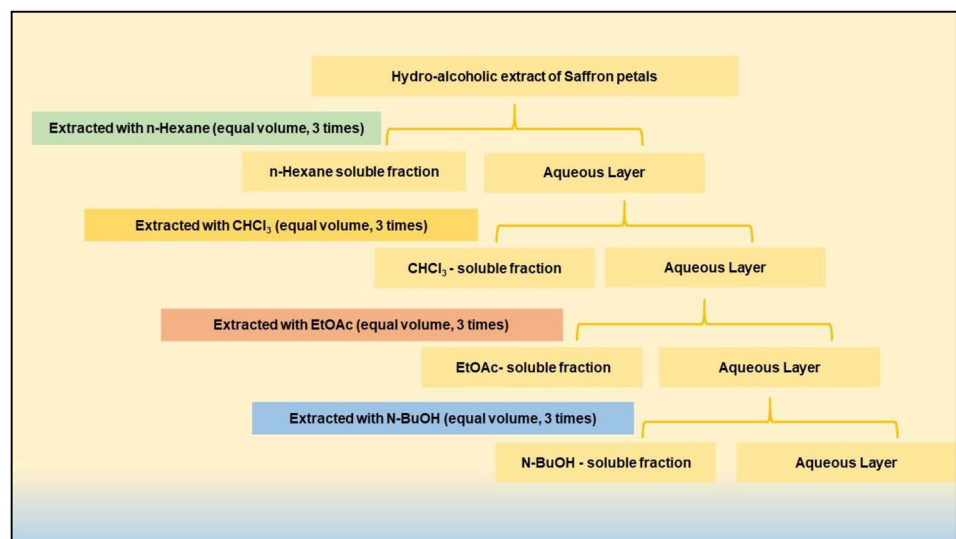 Hydro-alcoholic extract of Saffron petals
Extracted with n-Hexane (equal volume, 3 times)
n-Hexane soluble fraction
Aqueous Layer
Extracted with CHCl₃ (equal volume, 3 times)
CHCl₃ - soluble fraction
Aqueous Layer
Extracted with EtOAc (equal volume, 3 times)
EtOAc- soluble fraction
Aqueous Layer
Extracted with N-BuOH (equal volume, 3 times)
N-BuOH - soluble fraction
Aqueous Layer